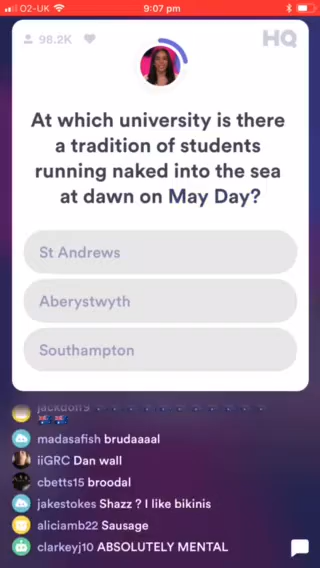 O2-UK 9:07 pm
98.2K HQ
At which university is there
a tradition of students
running naked into the sea
at dawn on May Day?
St Andrews
Aberystwyth
Southampton
madasafish brudaaaal
iiGRC Dan wall
cbetts15 broodal
jakestokes Shazz ? I like bikinis
aliciamb22 Sausage
clarkeyj10 ABSOLUTELY MENTAL